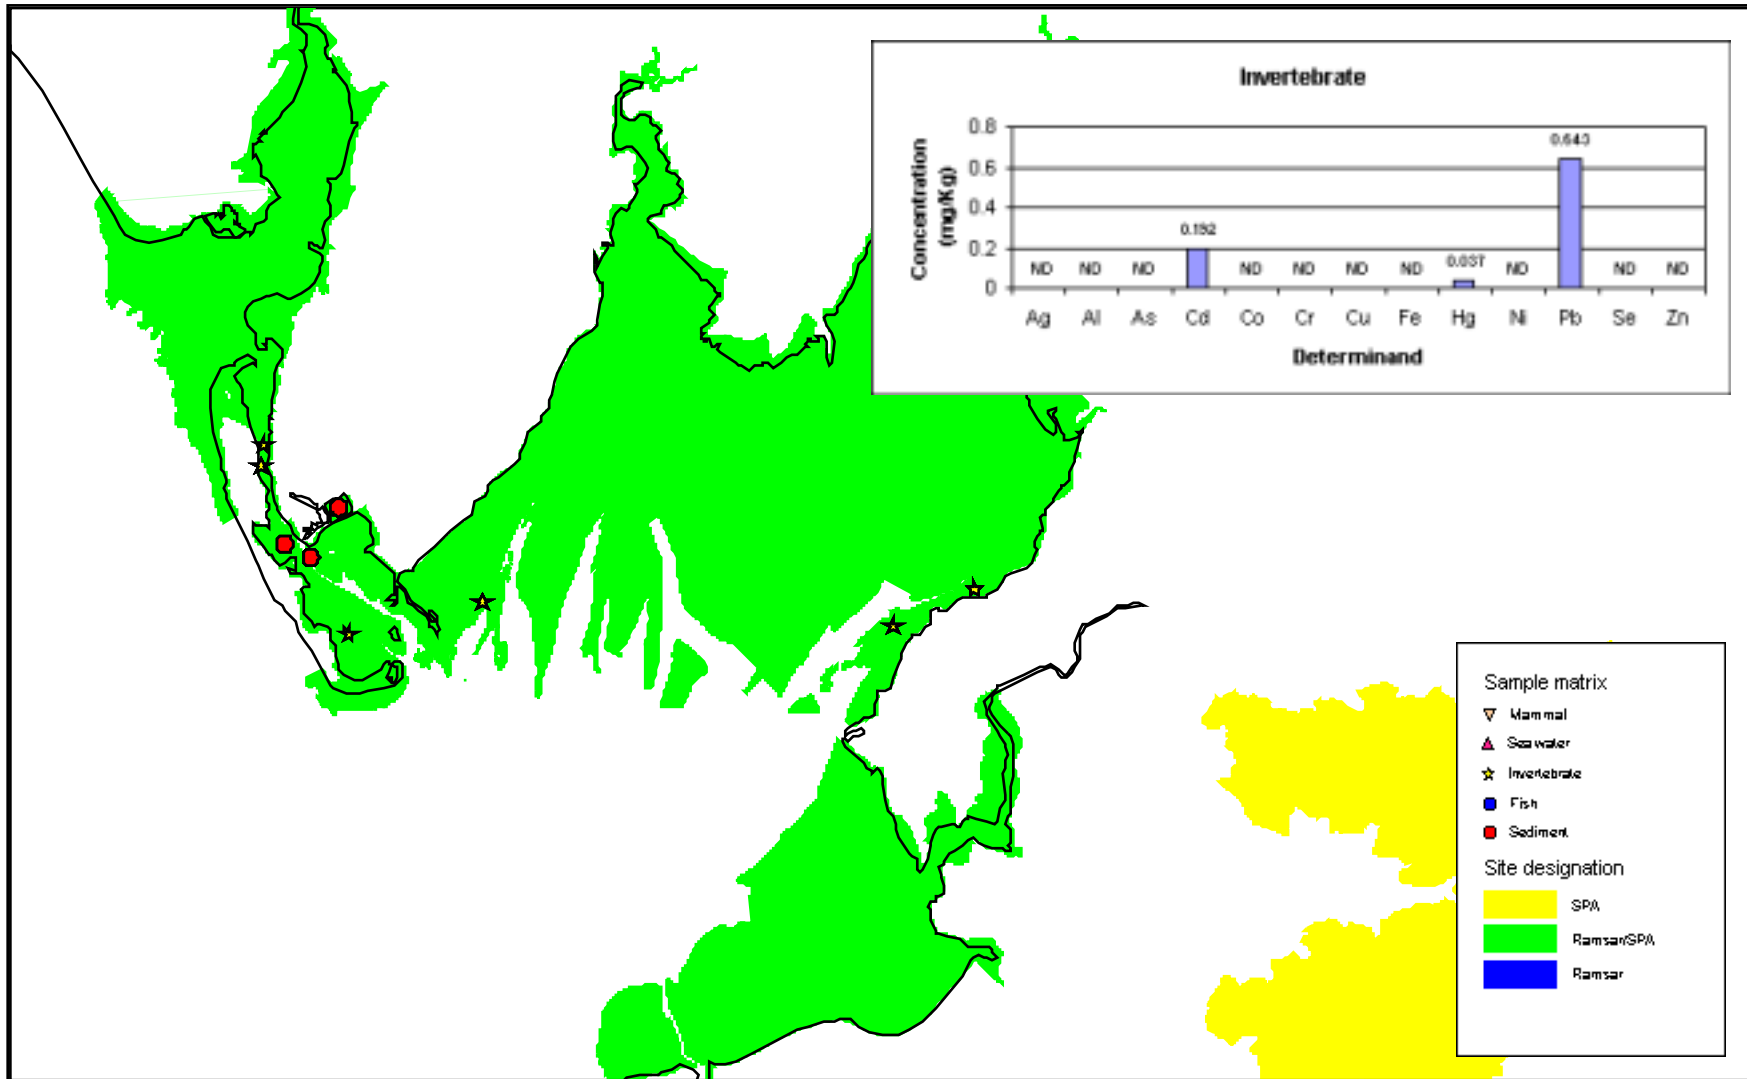 Invertebrate
Concentration
(mg/Kg)
0.8
0.6
0.4
0.2
0
ND ND ND 0.192 ND ND ND ND 0.037 ND 0.643 ND ND
Ag Al As Cd Co Cr Cu Fe Hg Ni Pb Se Zn
Determinand
Sample matrix
Mammal
Seawater
Invertebrate
Fish
Sediment
Site designation
SPA
Ramsar/SPA
Ramsar